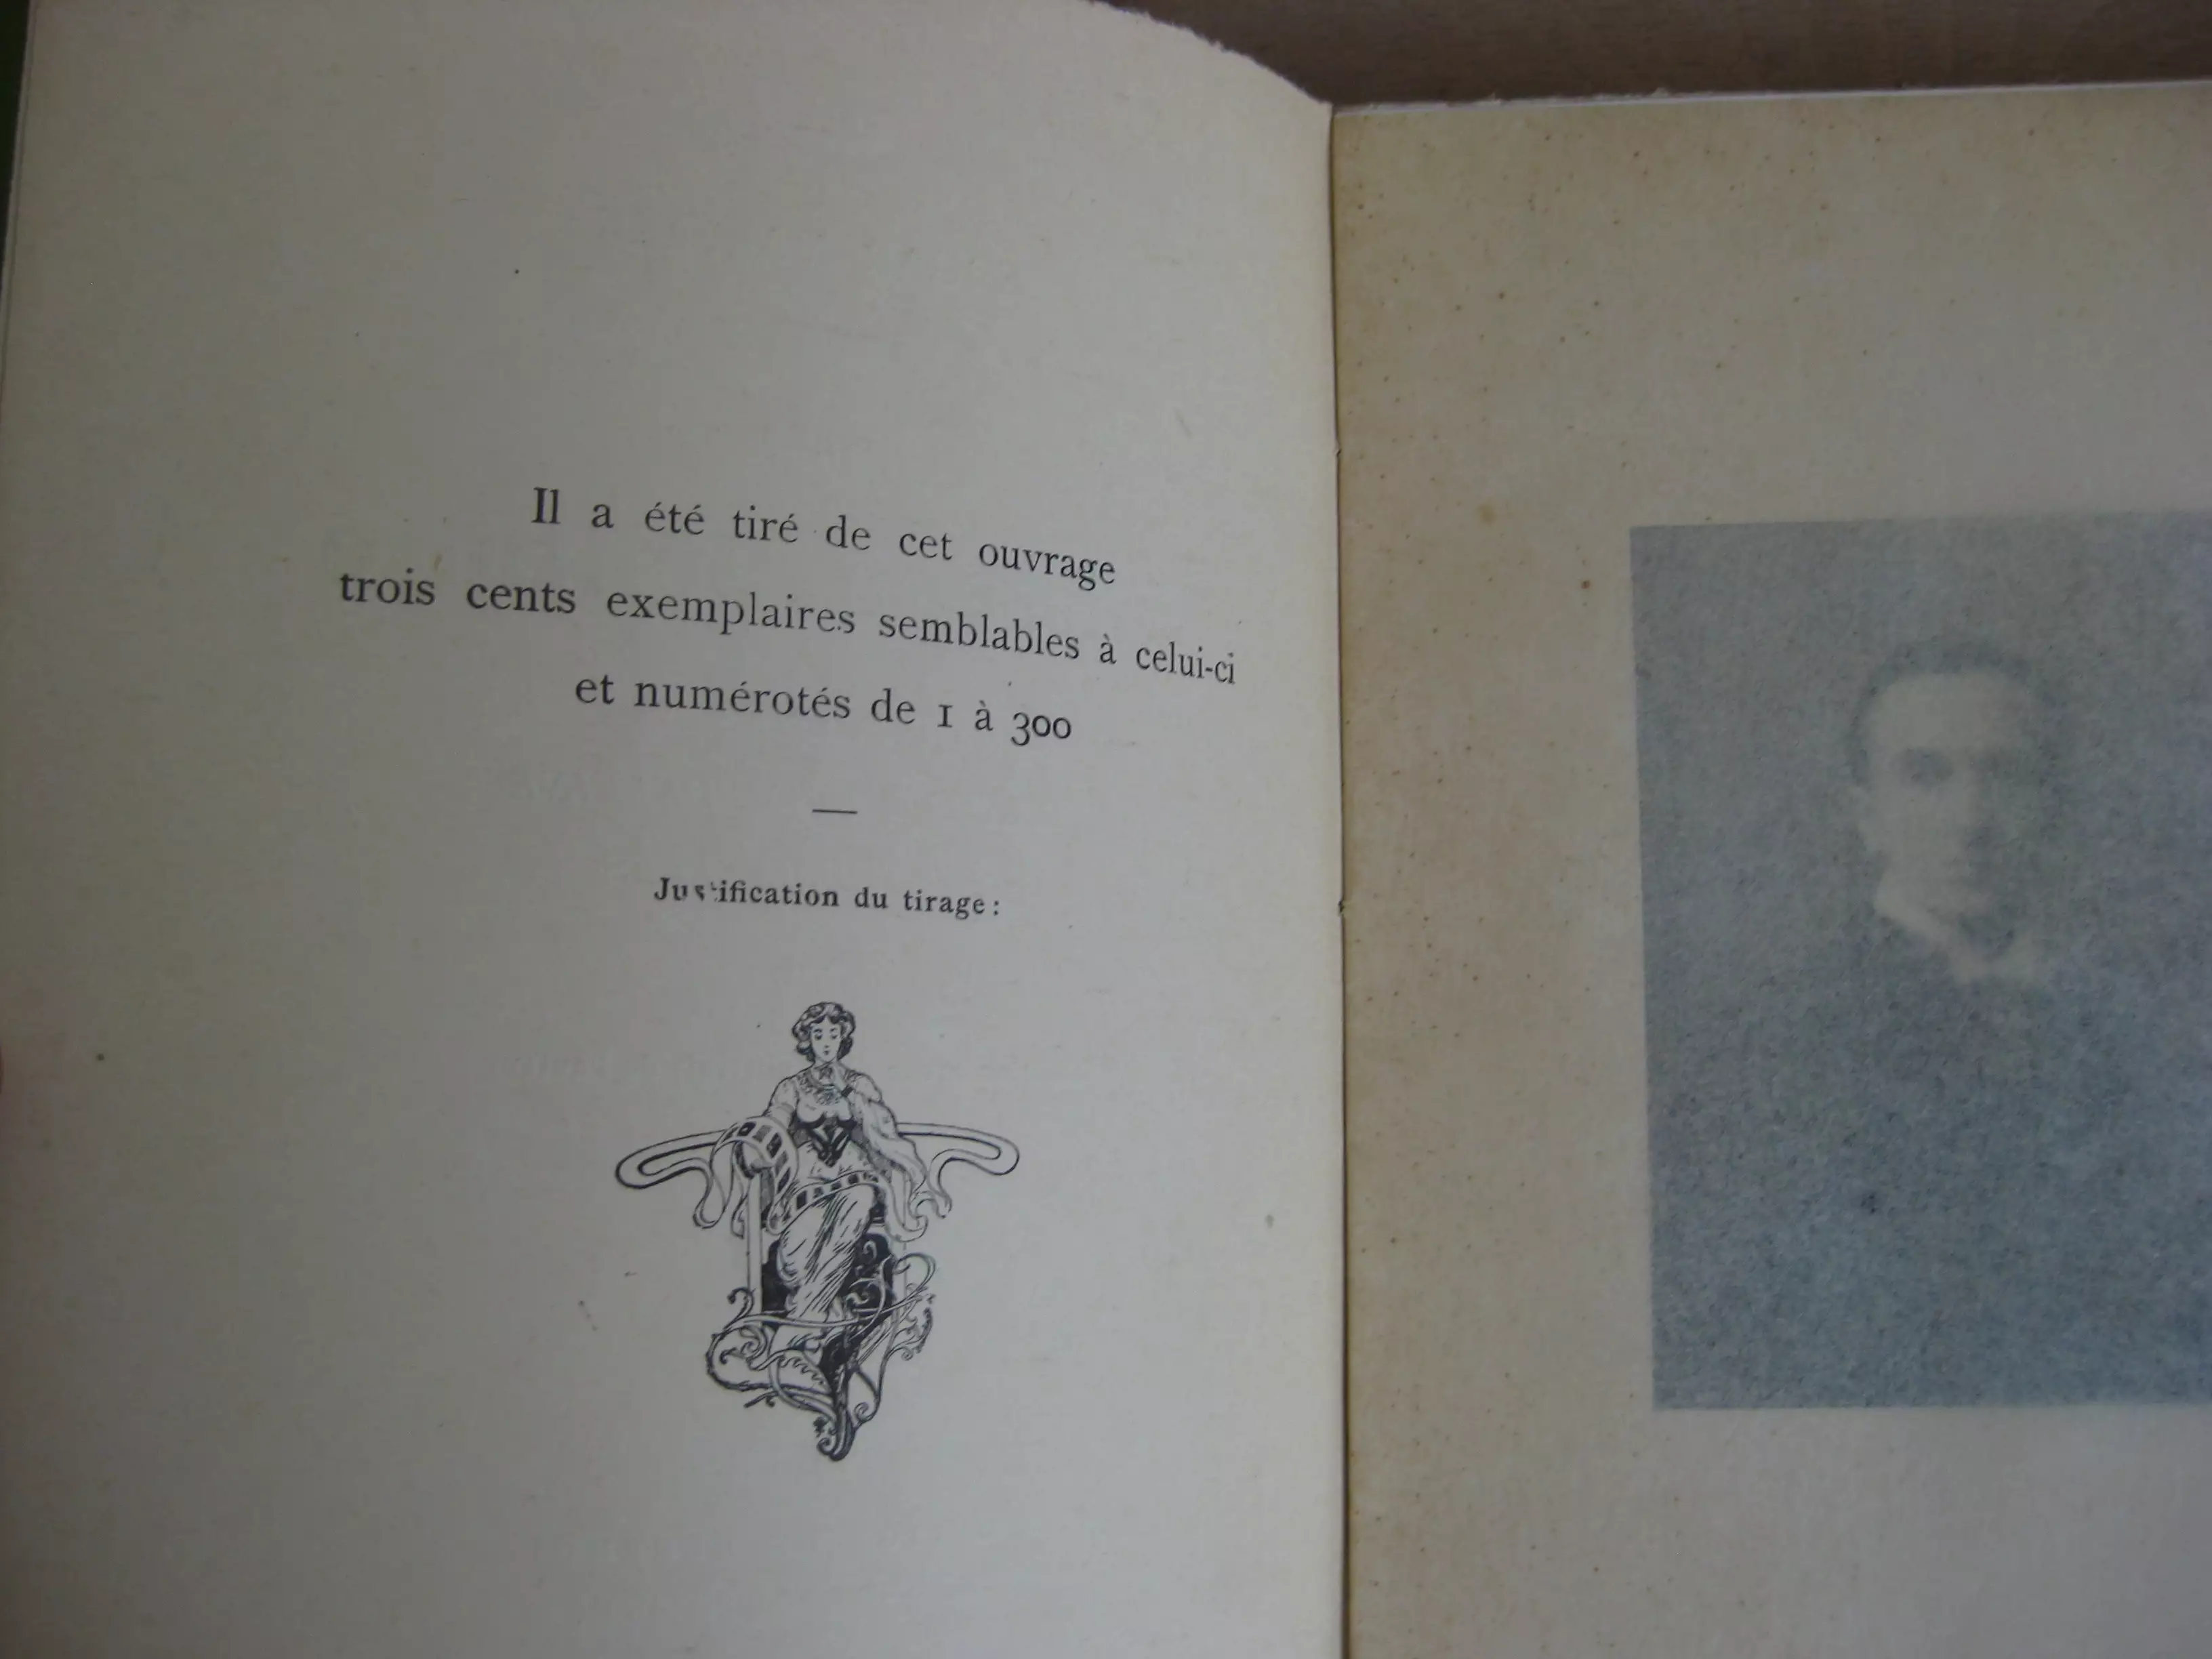 Il a été tiré de cet ouvrage
trois cents exemplaires semblables à celui-ci
et numérotés de 1 à 300
Justification du tirage: